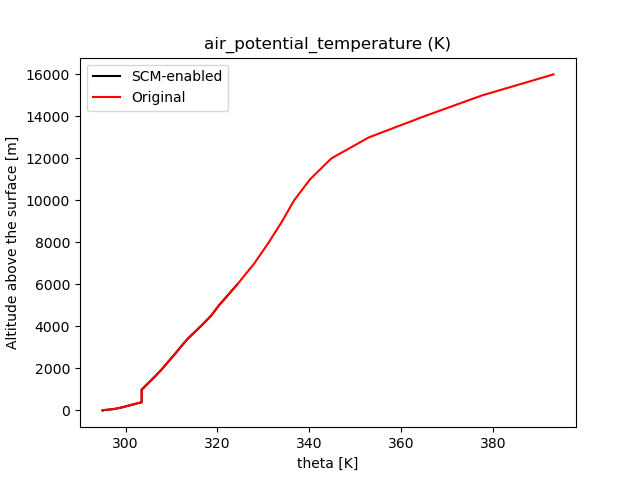 air_potential_temperature (K)
SCM-enabled
Original
Altitude above the surface [m]
16000
14000
12000
10000
8000
6000
4000
2000
0
300
320
340
360
380
theta [K]